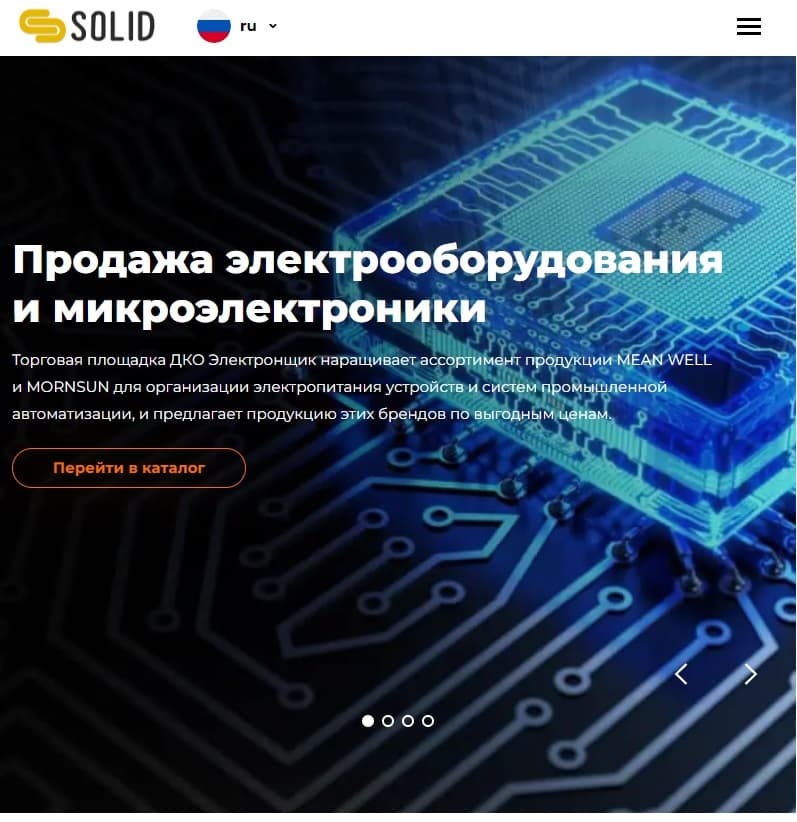 SOLID
ru
Продажа электрооборудования
и микроэлектроники
Торговая площадка ДКО Электронщик наращивает ассортимент продукции MEAN WELL
и MORNSUN для организации электропитания устройств и систем промышленной
автоматизации, и предлагает продукцию этих брендов по выгодным ценам.
Перейти в каталог